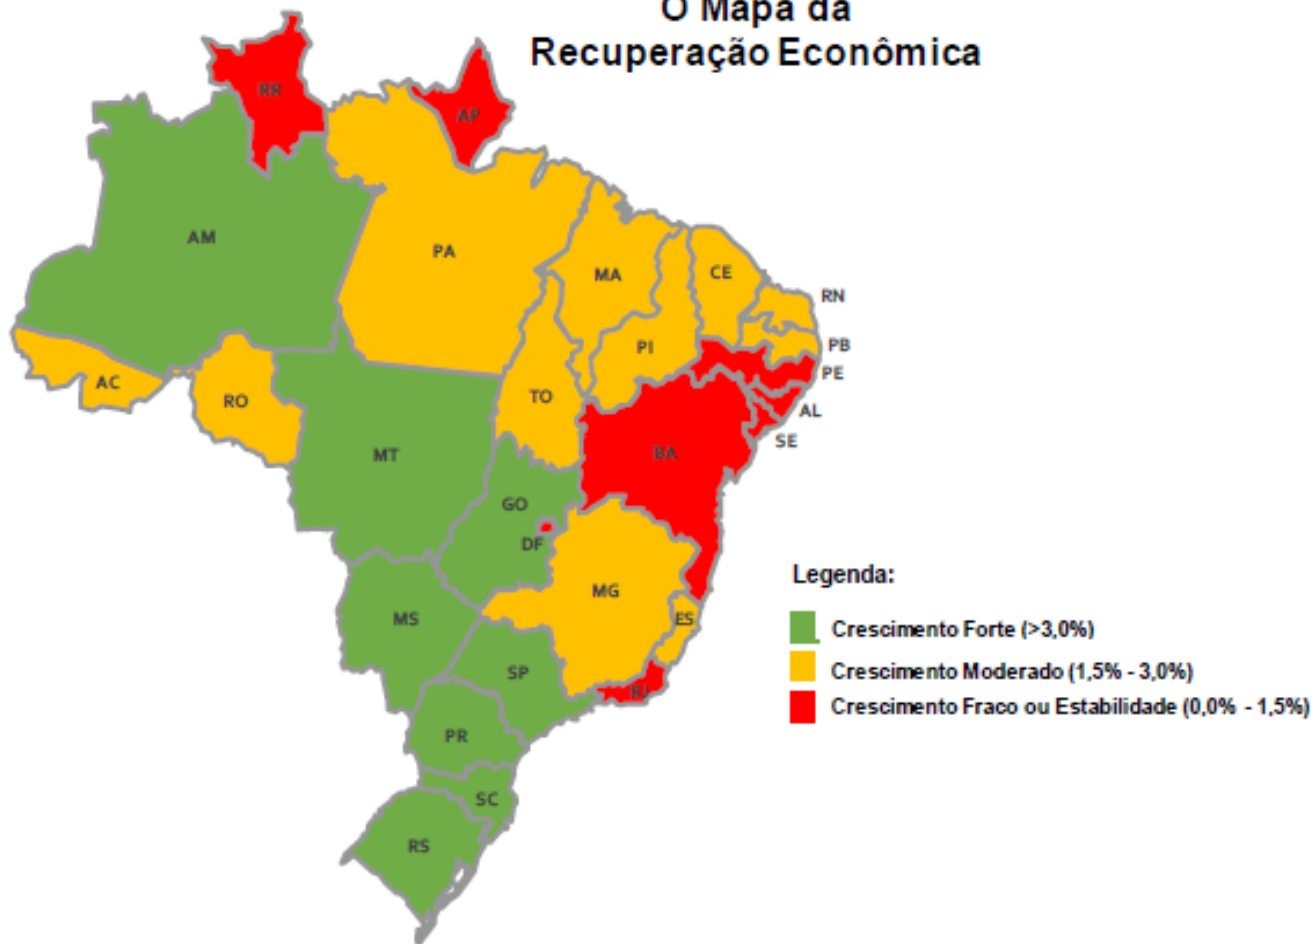 O Mapa da
Recuperação Econômica
RR
AP
AM
PA
MA
CE
RN
PI
PB
PE
AC
RO
TO
AL
SE
MT
BA
GO
DF
MG
ES
MS
SP
RJ
PR
SC
RS
Legenda:
Crescimento Forte (>3,0%)
Crescimento Moderado (1,5% - 3,0%)
Crescimento Fraco ou Estabilidade (0,0% - 1,5%)